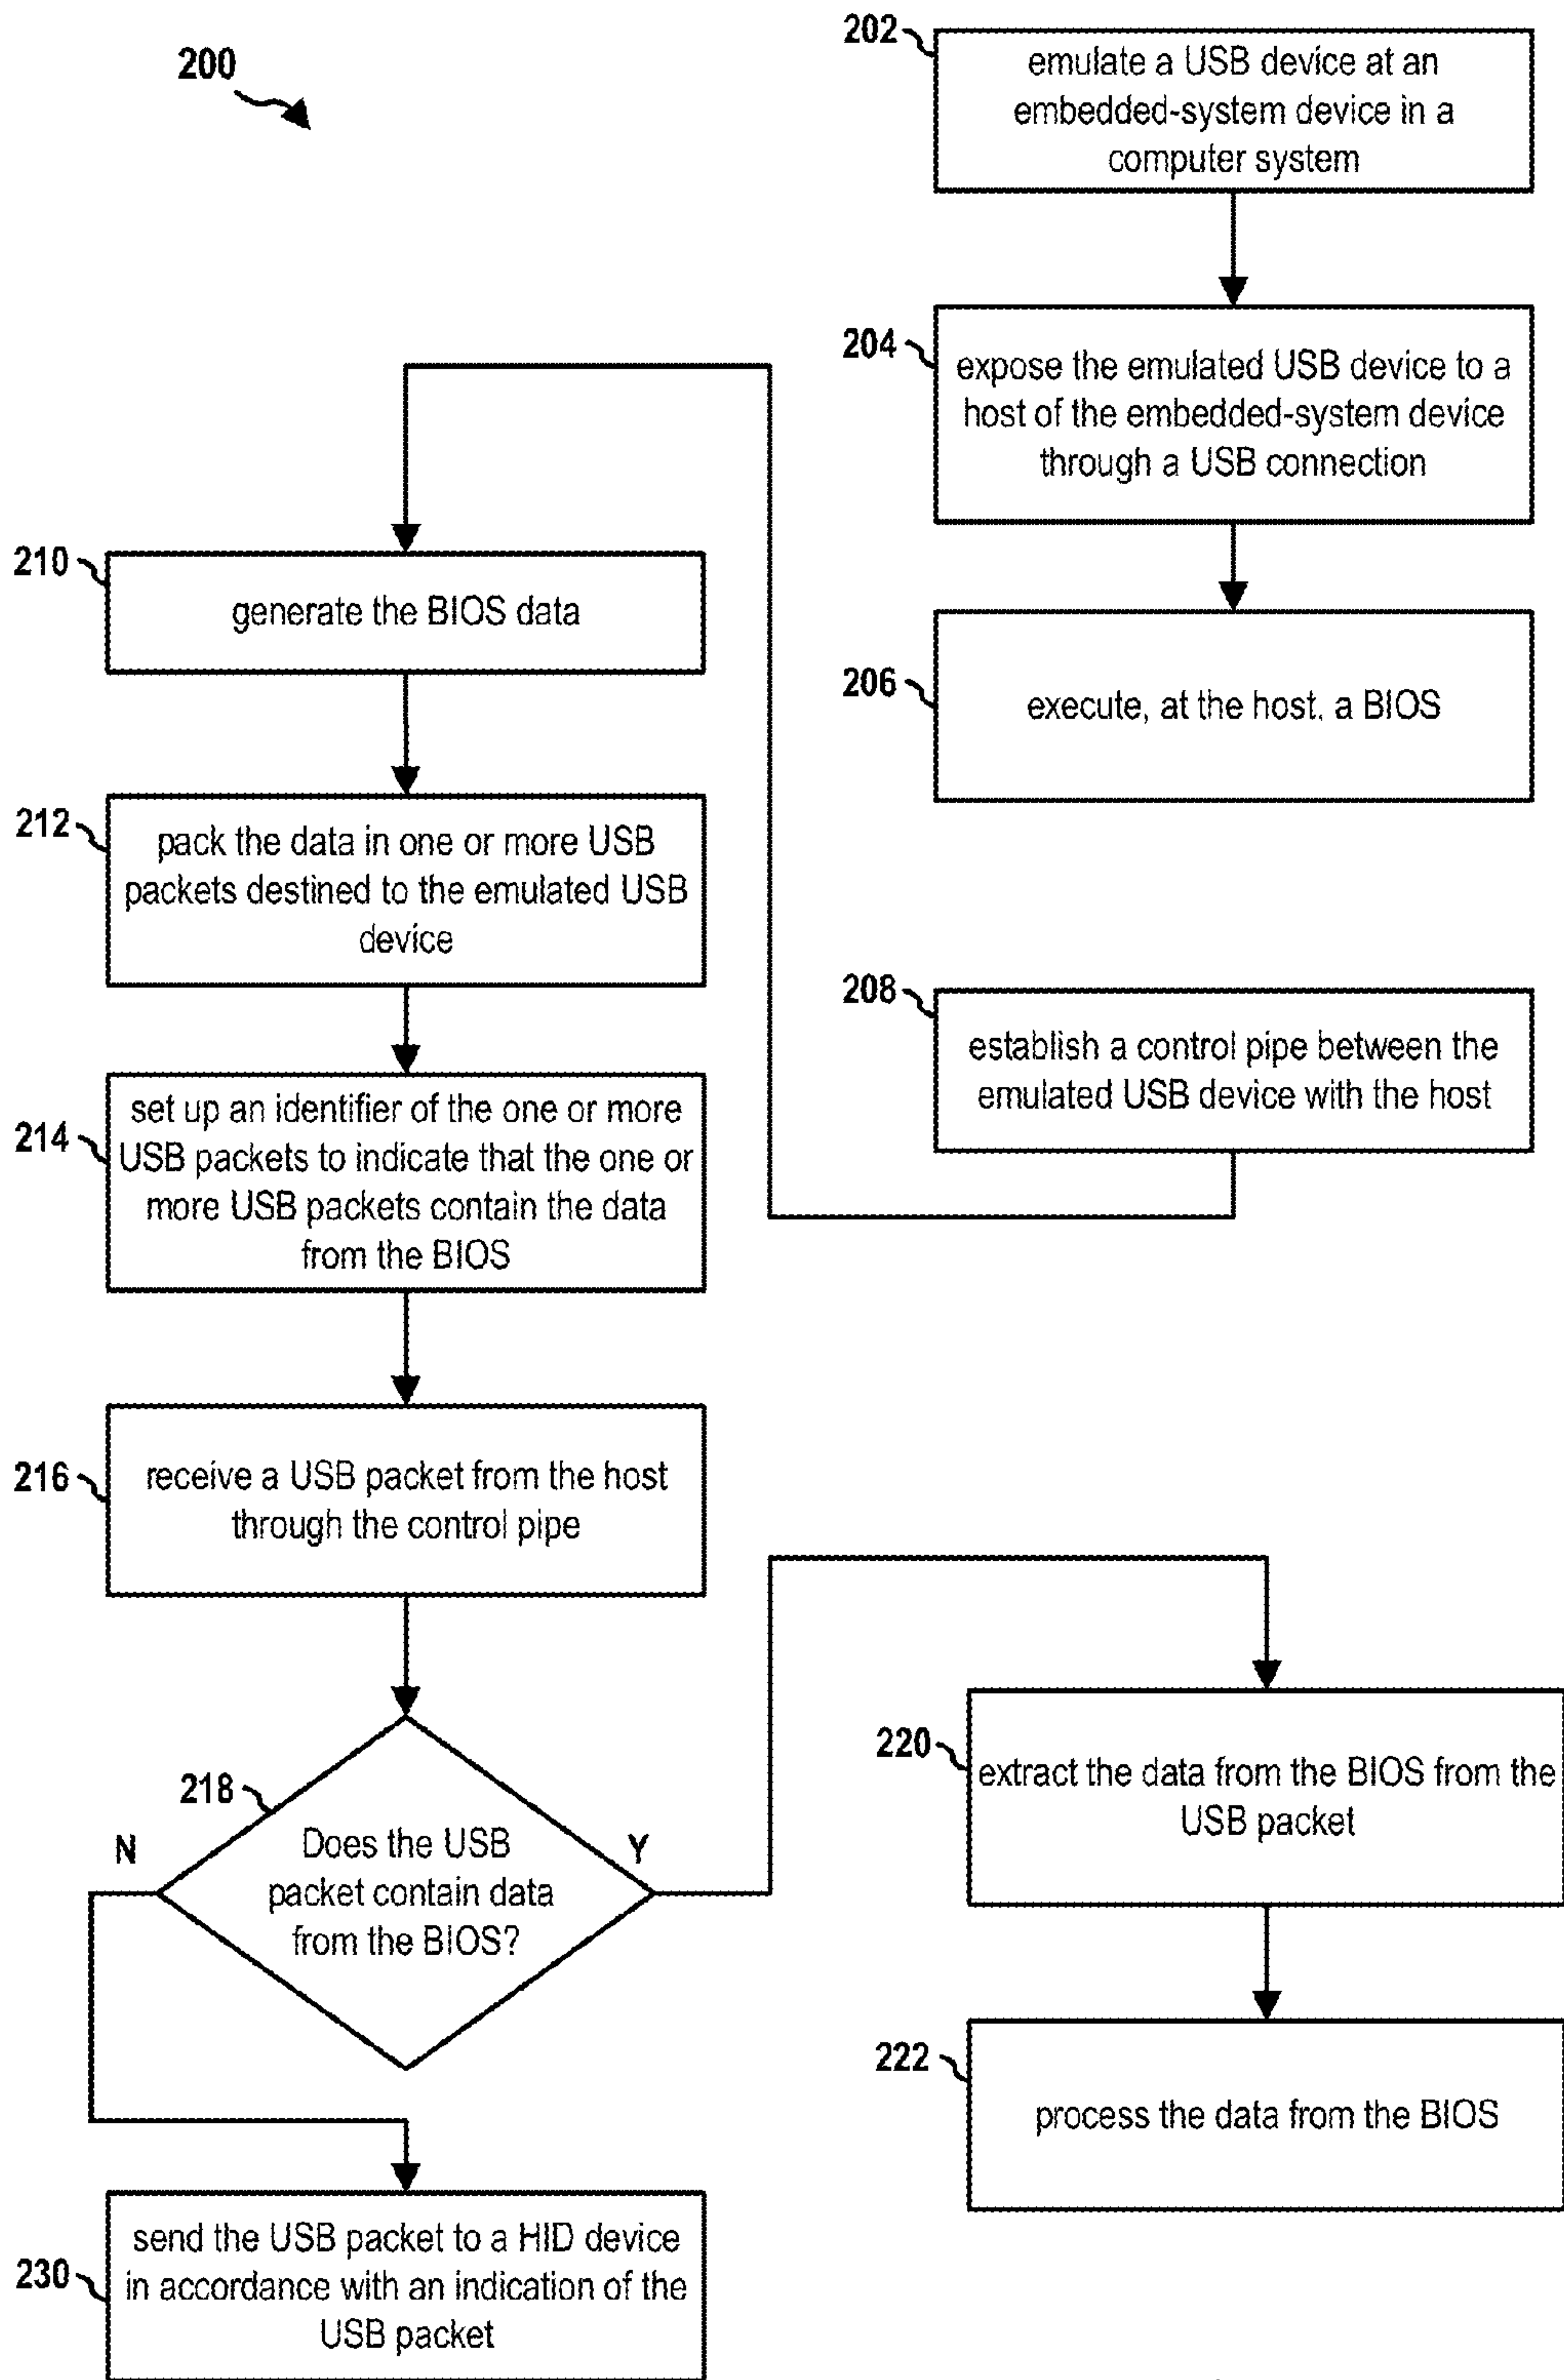 200
202
emulate a USB device at an
embedded-system device in a
computer system
204
expose the emulated USB device to a
host of the embedded-system device
through a USB connection
206
execute, at the host, a BIOS
208
establish a control pipe between the
emulated USB device with the host
210
generate the BIOS data
212
pack the data in one or more USB
packets destined to the emulated USB
device
214
set up an identifier of the one or more
USB packets to indicate that the one or
more USB packets contain the data
from the BIOS
216
receive a USB packet from the host
through the control pipe
218
Does the USB
packet contain data
from the BIOS?
N
Y
220
extract the data from the BIOS from the
USB packet
222
process the data from the BIOS
230
send the USB packet to a HID device
in accordance with an indication of the
USB packet